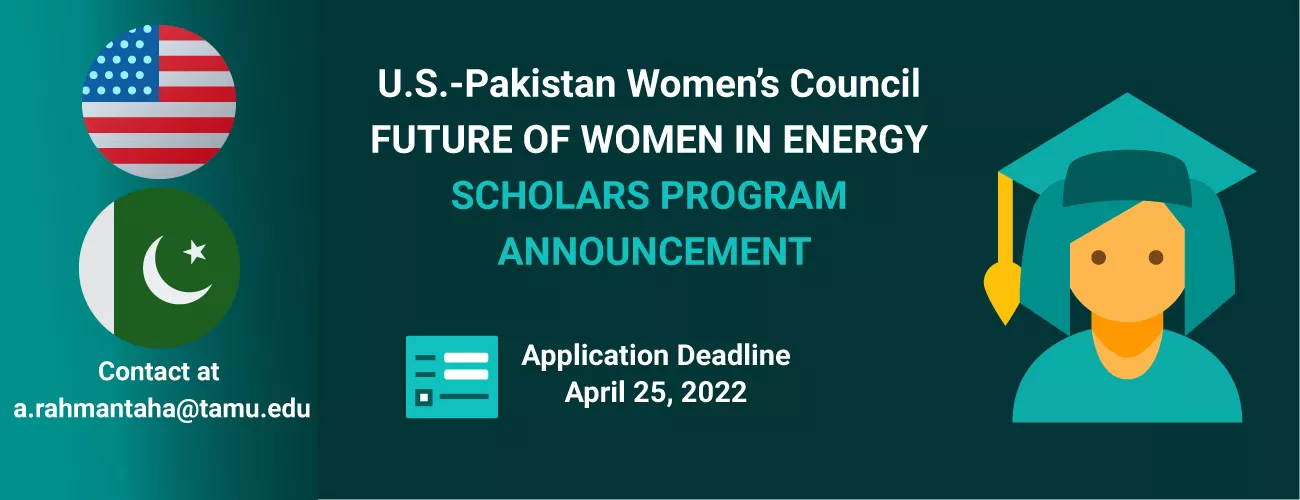 U.S.-Pakistan Women’s Council
FUTURE OF WOMEN IN ENERGY
SCHOLARS PROGRAM
ANNOUNCEMENT
Application Deadline
April 25, 2022
Contact at
a.rahmantaha@tamu.edu